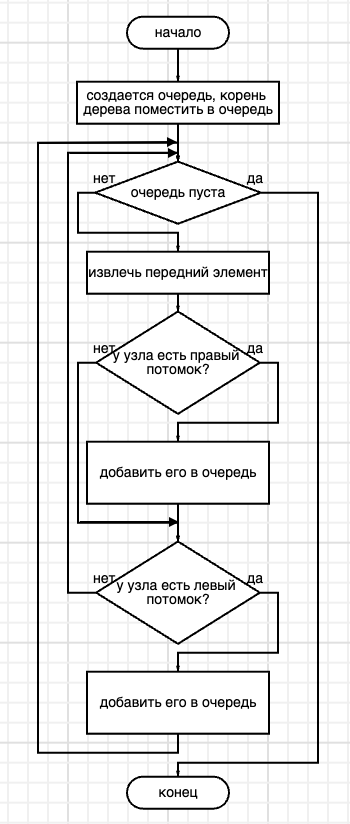 начало
создается очередь, корень
дерева поместить в очередь
нет
да
очередь пуста
извлечь передний элемент
нет
да
у узла есть правый
потомок?
добавить его в очередь
нет
да
у узла есть левый
потомок?
добавить его в очередь
конец